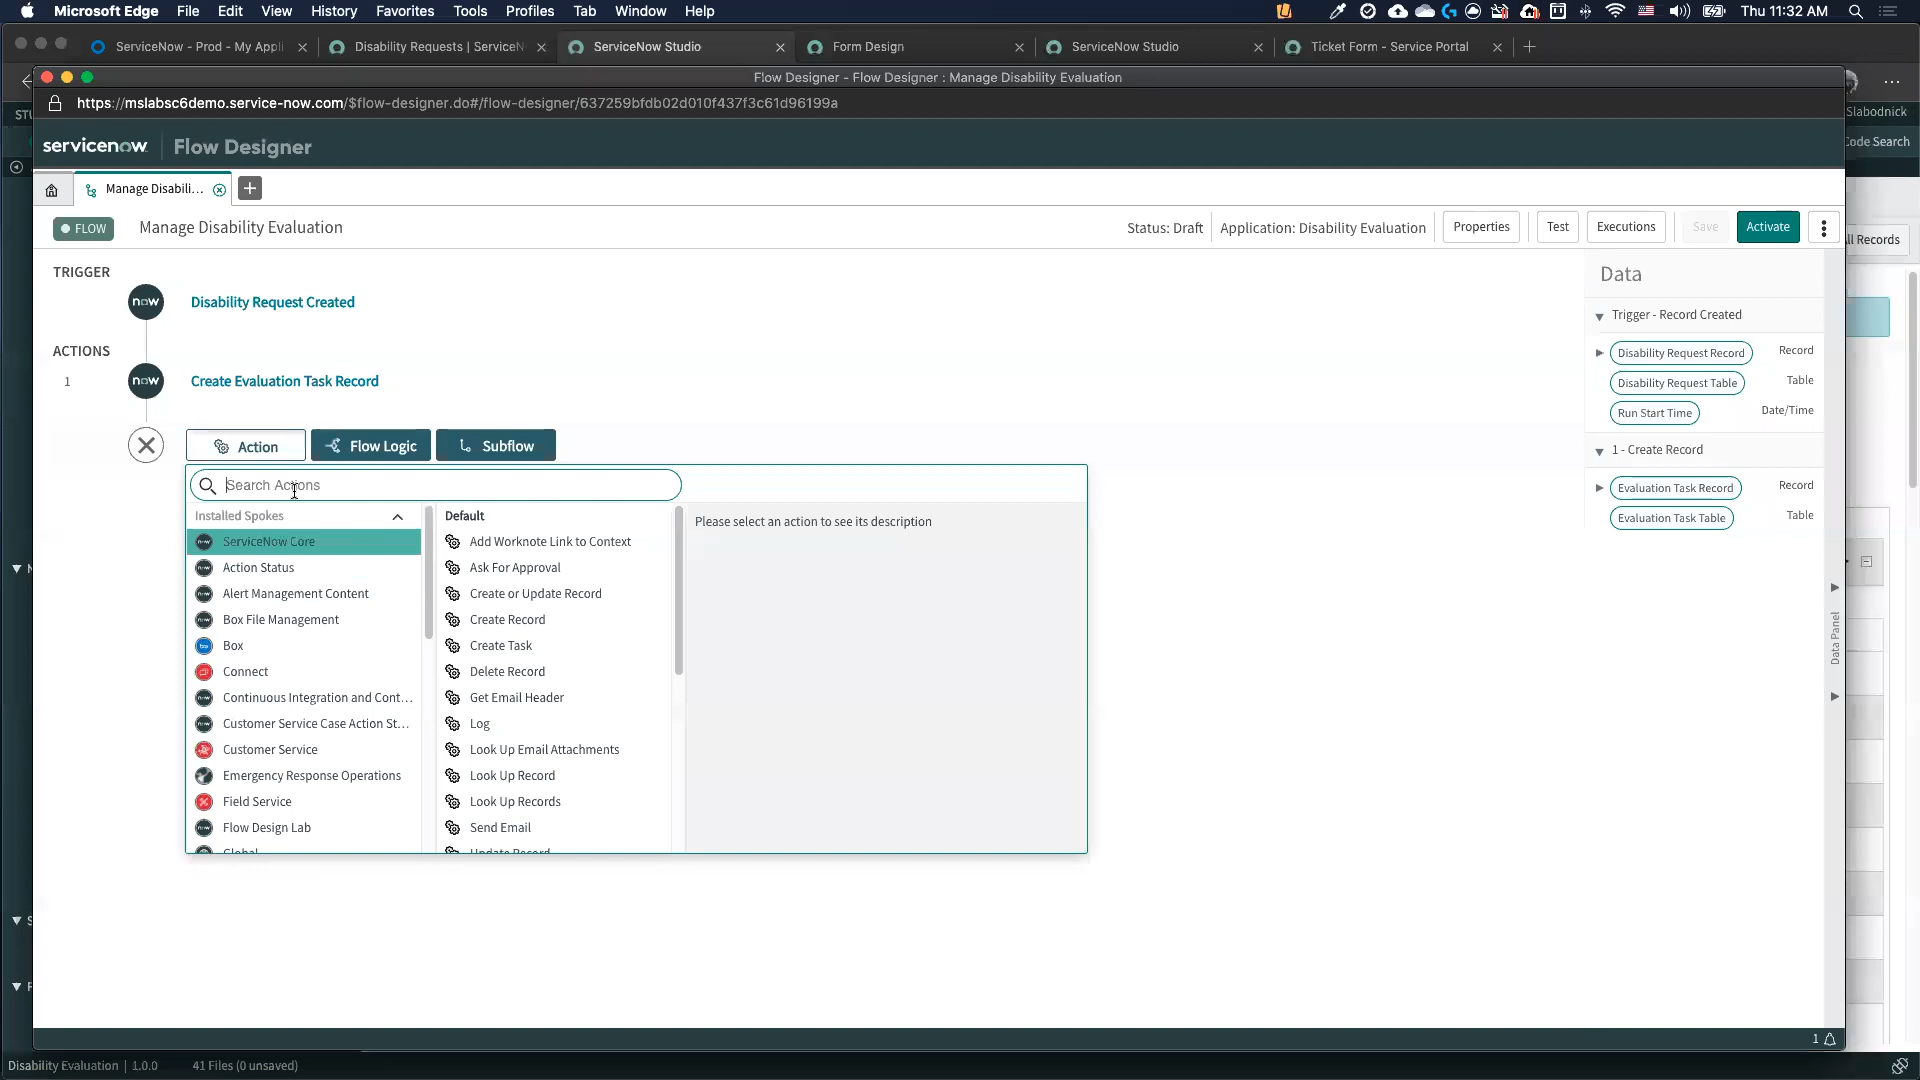 Microsoft Edge File Edit View History Favorites Tools Profiles Tab Window Help Thu 11:32 AM
ServiceNow - Prod - My Appli
Disability Requests | ServiceN
ServiceNow Studio
Form Design
ServiceNow Studio
Ticket Form - Service Portal
Flow Designer - Flow Designer : Manage Disability Evaluation
https://mslabsc6demo.service-now.com/$flow-designer.do#/flow-designer/637259bfdb02d010f437f3c61d96199a
Slabodnick
Code Search
servicenow Flow Designer
Manage Disabili...
FLOW Manage Disability Evaluation
Status: Draft Application: Disability Evaluation Properties Test Executions Save Activate
All Records
TRIGGER
now Disability Request Created
ACTIONS
1 now Create Evaluation Task Record
Action Flow Logic Subflow
Search Actions
Installed Spokes
ServiceNow Core
Action Status
Alert Management Content
Box File Management
Box
Connect
Continuous Integration and Cont...
Customer Service Case Action St...
Customer Service
Emergency Response Operations
Field Service
Flow Design Lab
Global
Default
Add Worknote Link to Context
Ask For Approval
Create or Update Record
Create Record
Create Task
Delete Record
Get Email Header
Log
Look Up Email Attachments
Look Up Record
Look Up Records
Send Email
Update Record
Please select an action to see its description
Data
Trigger - Record Created
Disability Request Record Record
Disability Request Table Table
Run Start Time Date/Time
1 - Create Record
Evaluation Task Record Record
Evaluation Task Table Table
Data Panel
1
Disability Evaluation | 1.0.0 41 Files (0 unsaved)